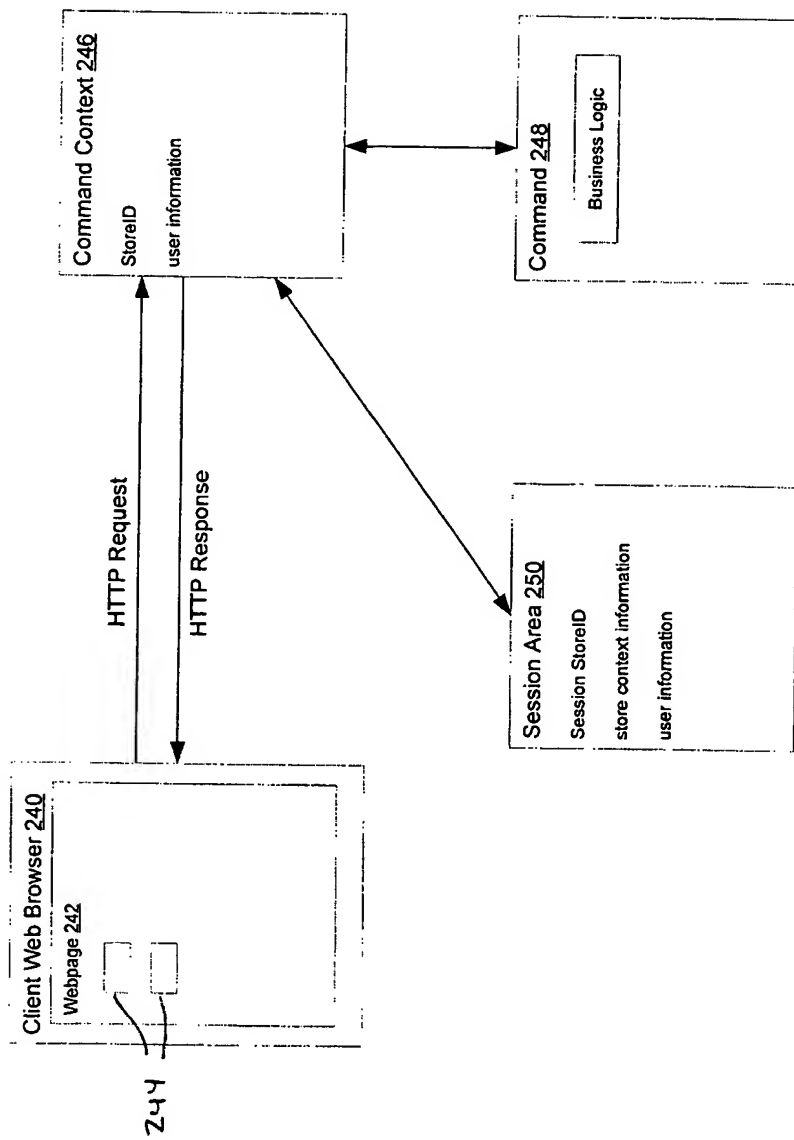 Client Web Browser 240
Webpage 242
244
HTTP Request
HTTP Response
Command Context 246
StoreID
user information
Session Area 250
Session StoreID
store context information
user information
Command 248
Business Logic